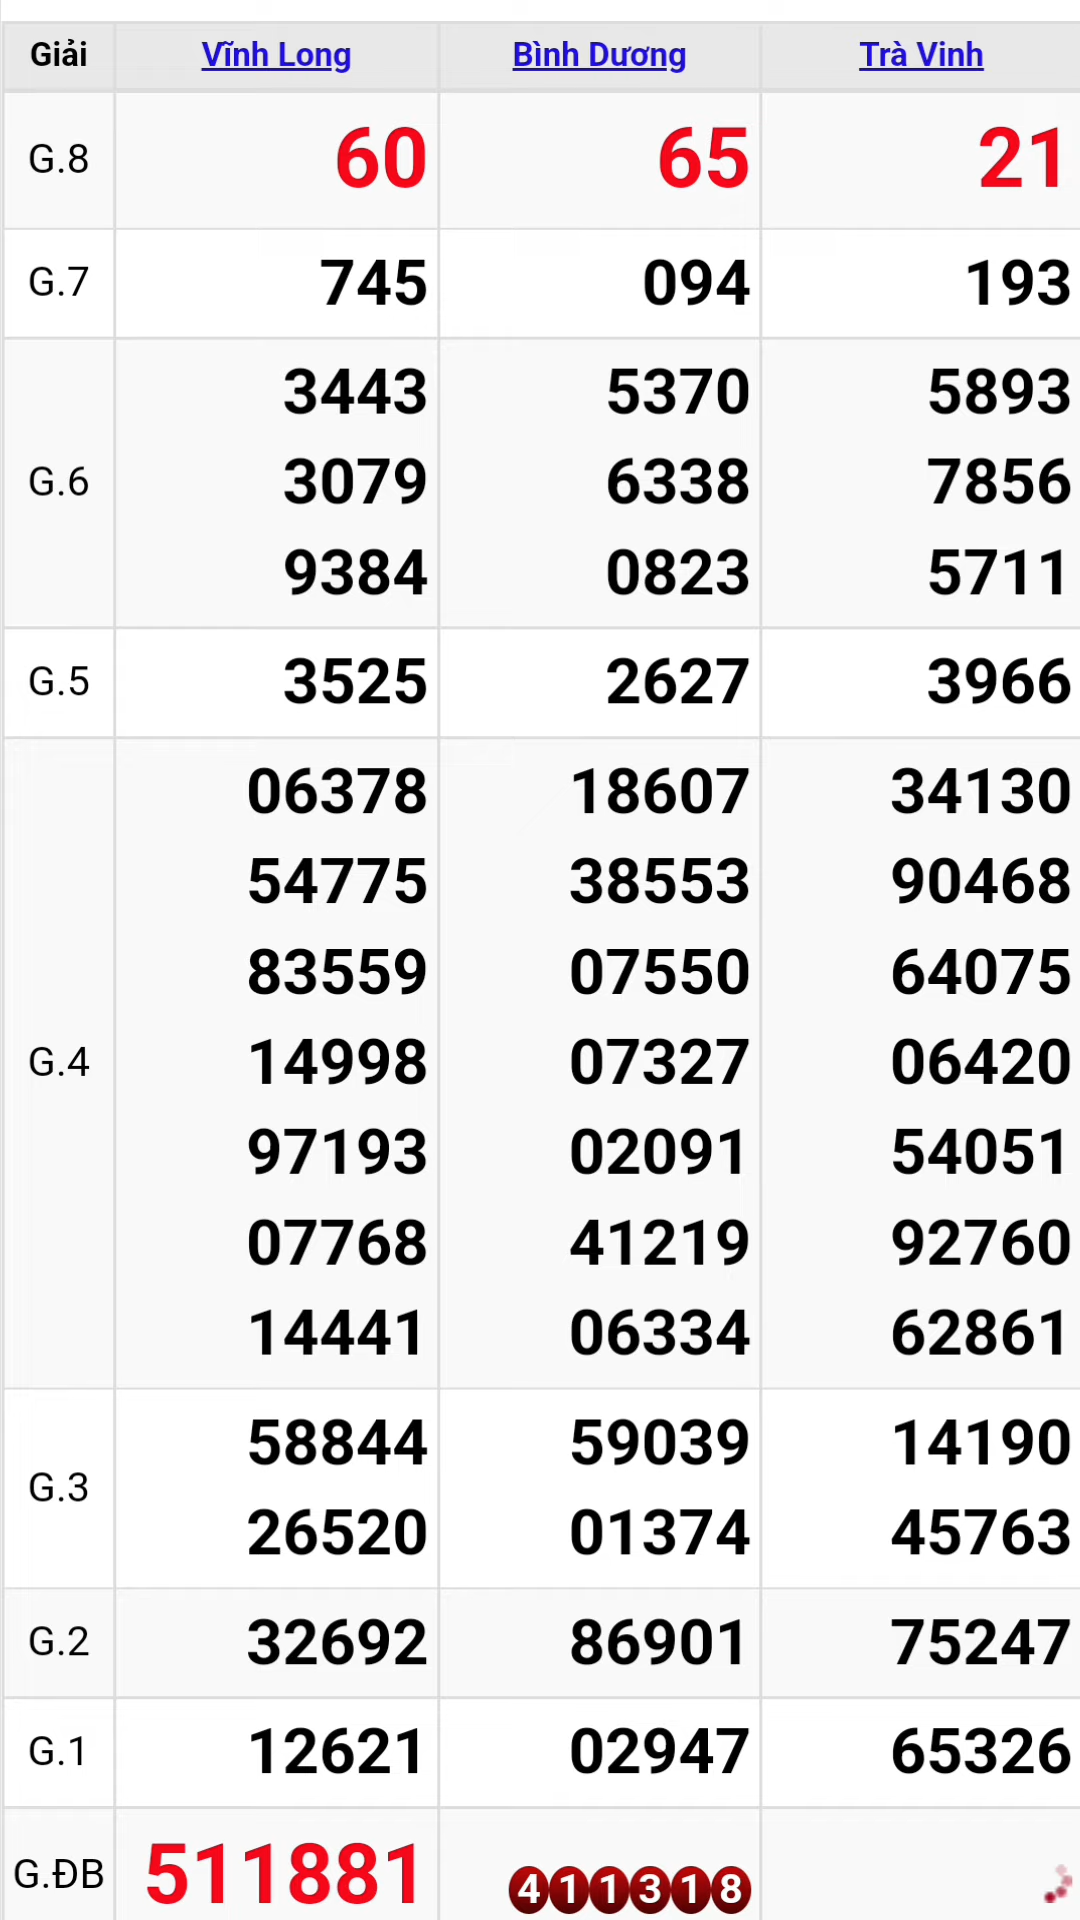 Giải Vĩnh Long Bình Dương Trà Vinh
G.8 60 65 21
G.7 745 094 193
3443 5370 5893
G.6 3079 6338 7856
9384 0823 5711
G.5 3525 2627 3966
06378 18607 34130
54775 38553 90468
83559 07550 64075
G.4 14998 07327 06420
97193 02091 54051
07768 41219 92760
14441 06334 62861
58844 59039 14190
G.3
26520 01374 45763
G.2 32692 86901 75247
G.1 12621 02947 65326
G.ĐB 511881 411318